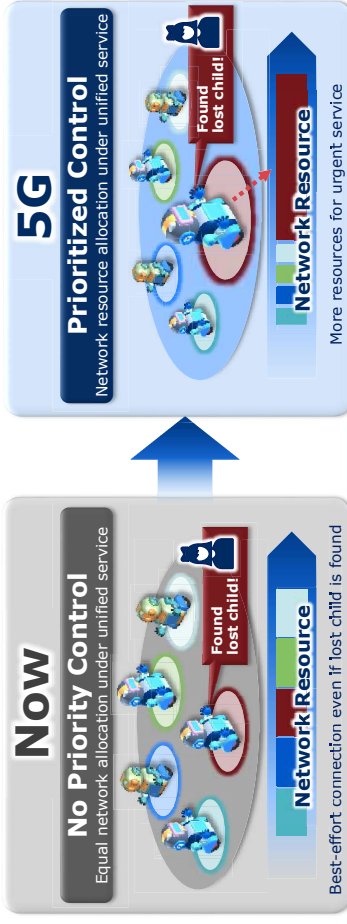 Now
No Priority Control
Equal network allocation under unified service
Found
lost child!
Network Resource
Best-effort connection even if lost child is found
5G
Prioritized Control
Network resource allocation under unified service
Found
lost child!
Network Resource
More resources for urgent service